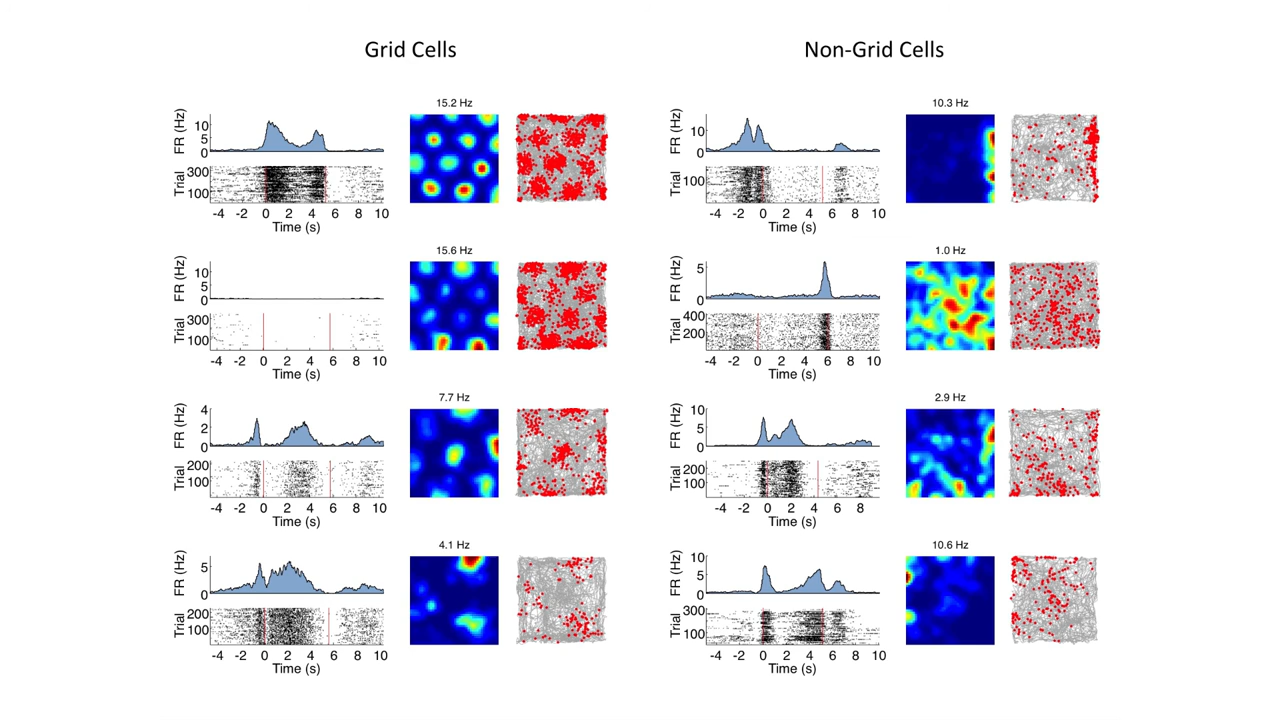 Grid Cells
Non-Grid Cells
15.2 Hz
FR (Hz)
10
5
0
Trial
300
100
-4 -2 0 2 4 6 8 10
Time (s)
10.3 Hz
FR (Hz)
10
0
Trial
100
-4 -2 0 2 4 6 8 10
Time (s)
15.6 Hz
FR (Hz)
10
5
0
Trial
300
100
-4 -2 0 2 4 6 8 10
Time (s)
1.0 Hz
FR (Hz)
5
0
Trial
400
200
-4 -2 0 2 4 6 8 10
Time (s)
7.7 Hz
FR (Hz)
4
2
0
Trial
200
100
-4 -2 0 2 4 6 8 10
Time (s)
2.9 Hz
FR (Hz)
10
5
0
Trial
200
100
-4 -2 0 2 4 6 8
Time (s)
4.1 Hz
FR (Hz)
5
0
Trial
200
100
-4 -2 0 2 4 6 8 10
Time (s)
10.6 Hz
FR (Hz)
10
5
0
Trial
300
100
-4 -2 0 2 4 6 8 10
Time (s)